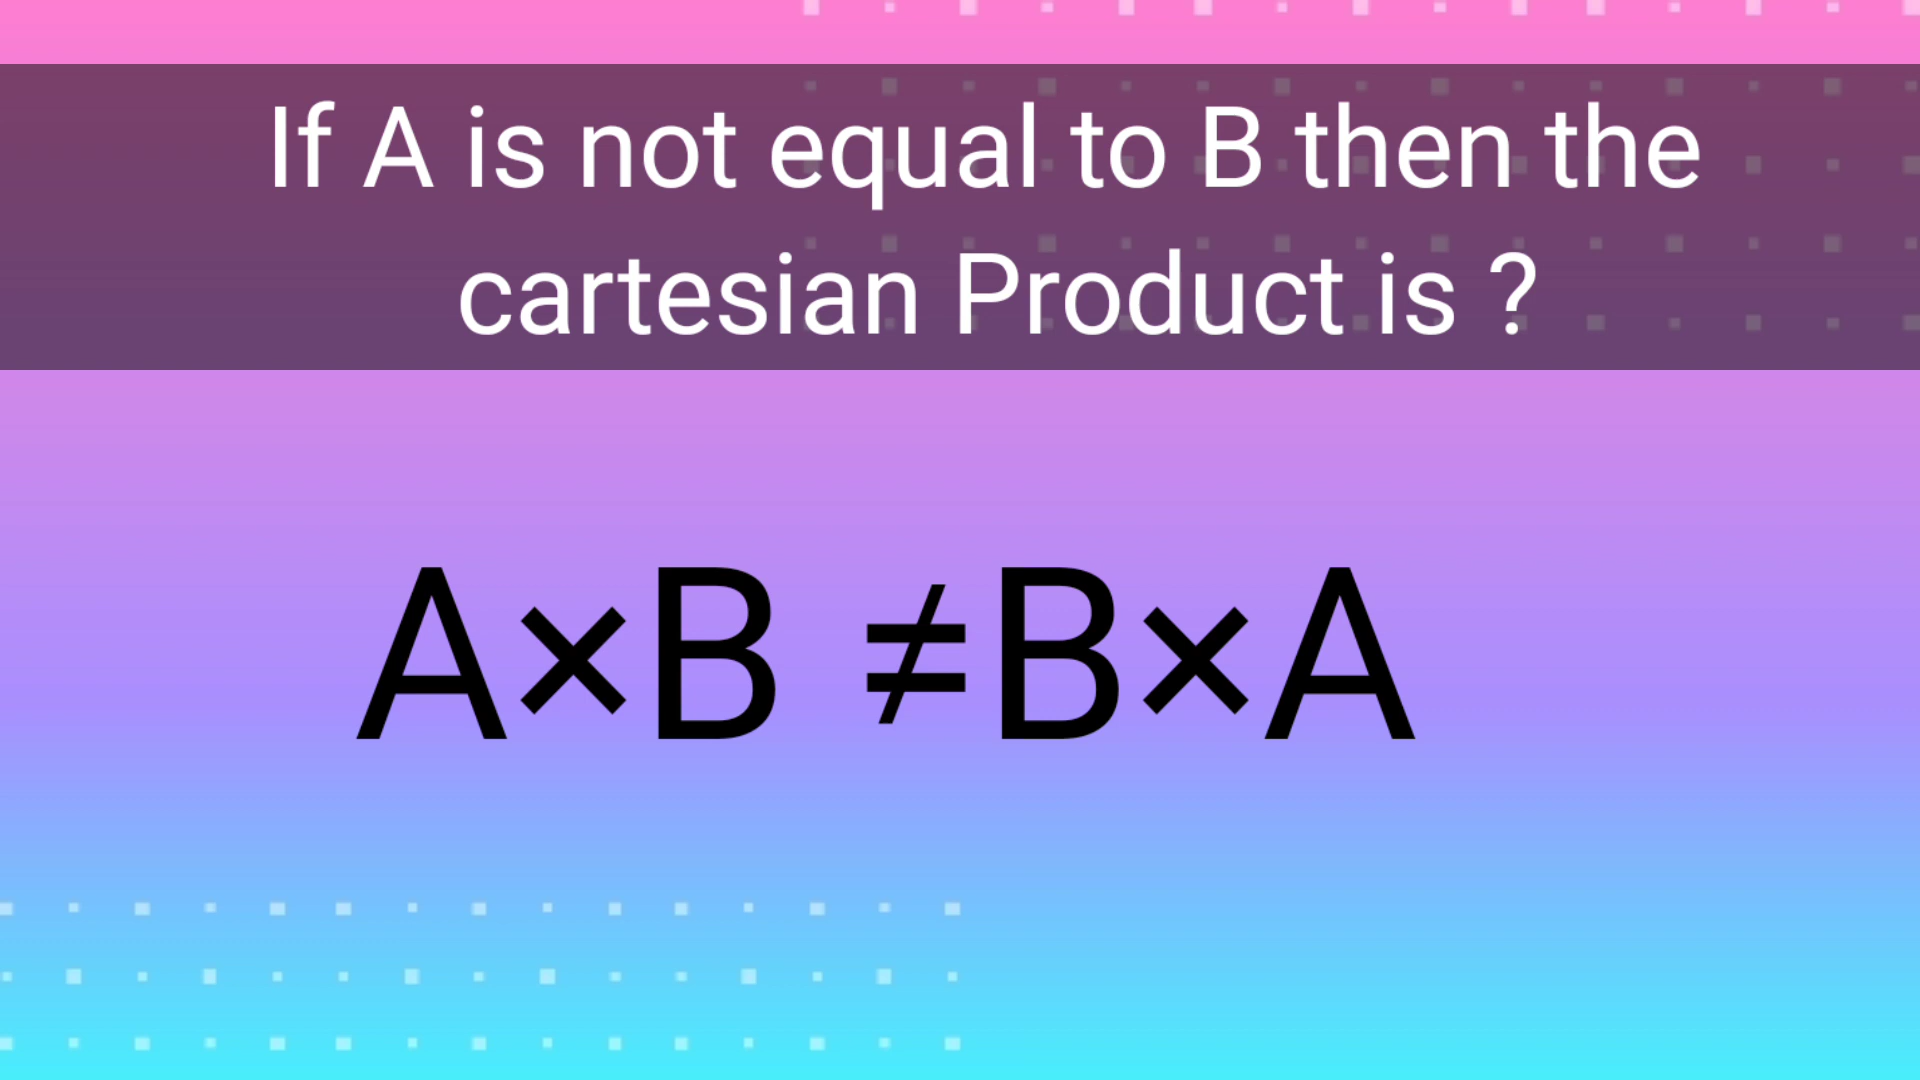 If A is not equal to B then the
cartesian Product is ?
A×B ≠B×A